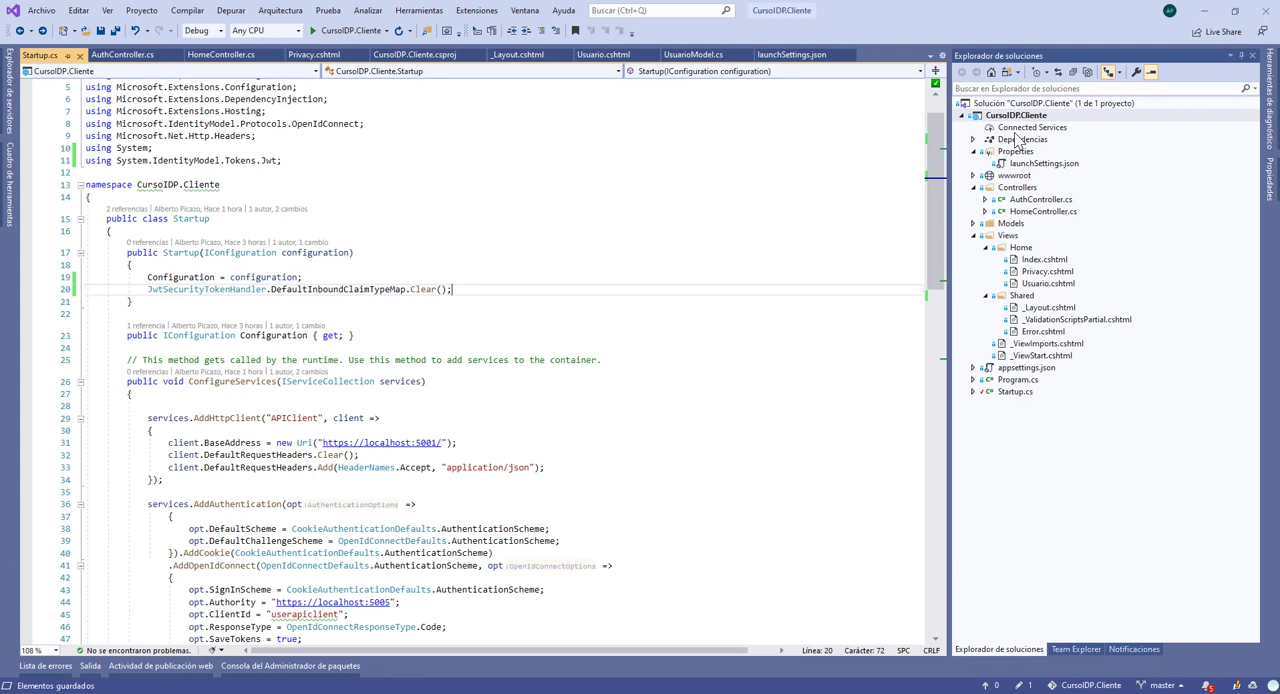 Archivo Editar Ver Git Proyecto Compilar Depurar Arquitectura Prueba Analizar Herramientas Extensiones Ventana Ayuda Buscar (Ctrl+Q) CursoIDP.Cliente AP
Debug Any CPU CursoIDP.Cliente Live Share
Startup.cs AuthController.cs HomeController.cs Privacy.cshtml CursoIDP.Cliente.csproj _Layout.cshtml Usuario.cshtml UsuarioModel.cs launchSettings.json
CursoIDP.Cliente CursoIDP.Cliente.Startup Startup(IConfiguration configuration)
5 using Microsoft.Extensions.Configuration;
6 using Microsoft.Extensions.DependencyInjection;
7 using Microsoft.Extensions.Hosting;
8 using Microsoft.IdentityModel.Protocols.OpenIdConnect;
9 using Microsoft.Net.Http.Headers;
10 using System;
11 using System.IdentityModel.Tokens.Jwt;
12
13 namespace CursoIDP.Cliente
14 {
2 referencias | Alberto Picazo, Hace 1 hora | 1 autor, 2 cambios
15 public class Startup
16 {
0 referencias | Alberto Picazo, Hace 3 horas | 1 autor, 1 cambio
17 public Startup(IConfiguration configuration)
18 {
19 Configuration = configuration;
20 JwtSecurityTokenHandler.DefaultInboundClaimTypeMap.Clear();
21 }
22
1 referencia | Alberto Picazo, Hace 3 horas | 1 autor, 1 cambio
23 public IConfiguration Configuration { get; }
24
25 // This method gets called by the runtime. Use this method to add services to the container.
0 referencias | Alberto Picazo, Hace 1 hora | 1 autor, 2 cambios
26 public void ConfigureServices(IServiceCollection services)
27 {
28
29 services.AddHttpClient("APIClient", client =>
30 {
31 client.BaseAddress = new Uri("https://localhost:5001/");
32 client.DefaultRequestHeaders.Clear();
33 client.DefaultRequestHeaders.Add(HeaderNames.Accept, "application/json");
34 });
35
36 services.AddAuthentication(opt :AuthenticationOptions =>
37 {
38 opt.DefaultScheme = CookieAuthenticationDefaults.AuthenticationScheme;
39 opt.DefaultChallengeScheme = OpenIdConnectDefaults.AuthenticationScheme;
40 }).AddCookie(CookieAuthenticationDefaults.AuthenticationScheme)
41 .AddOpenIdConnect(OpenIdConnectDefaults.AuthenticationScheme, opt :OpenIdConnectOptions =>
42 {
43 opt.SignInScheme = CookieAuthenticationDefaults.AuthenticationScheme;
44 opt.Authority = "https://localhost:5005";
45 opt.ClientId = "userapiclient";
46 opt.ResponseType = OpenIdConnectResponseType.Code;
47 opt.SaveTokens = true;
108 % No se encontraron problemas. Línea: 20 Carácter: 72 SPC CRLF
Explorador de servidores
Cuadro de herramientas
Explorador de soluciones
Buscar en Explorador de soluciones
Solución "CursoIDP.Cliente" (1 de 1 proyecto)
CursoIDP.Cliente
Connected Services
Dependencias
Properties
launchSettings.json
wwwroot
Controllers
AuthController.cs
HomeController.cs
Models
Views
Home
Index.cshtml
Privacy.cshtml
Usuario.cshtml
Shared
_Layout.cshtml
_ValidationScriptsPartial.cshtml
Error.cshtml
_ViewImports.cshtml
_ViewStart.cshtml
appsettings.json
Program.cs
Startup.cs
Explorador de soluciones Team Explorer Notificaciones
Herramientas de diagnóstico
Propiedades
Lista de errores Salida Actividad de publicación web Consola del Administrador de paquetes
Elementos guardados 0 1 CursoIDP.Cliente master 5